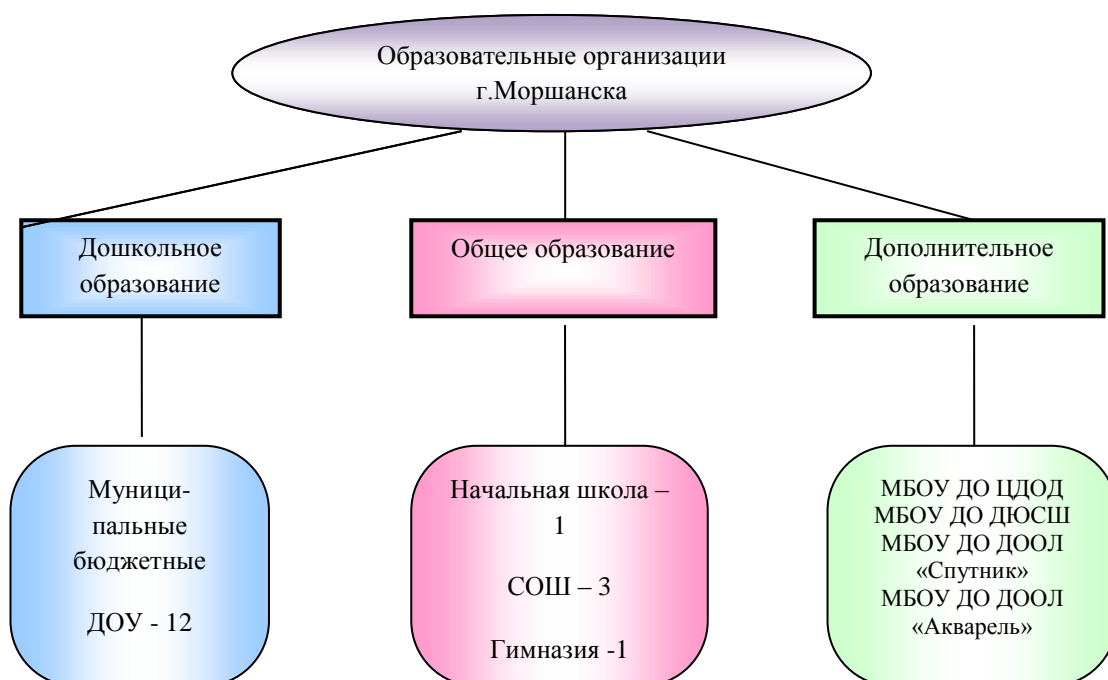 Образовательные организации
г.Моршанска
Дошкольное
образование
Общее образование
Дополнительное
образование
Муници-
пальные
бюджетные
ДОУ - 12
Начальная школа –
1
СОШ – 3
Гимназия -1
МБОУ ДО ЦДОД
МБОУ ДО ДЮСШ
МБОУ ДО ДООЛ
«Спутник»
МБОУ ДО ДООЛ
«Акварель»